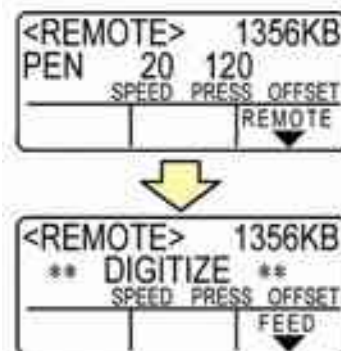 <REMOTE> 1356KB
PEN 20 120
SPEED PRESS OFFSET
REMOTE
<REMOTE> 1356KB
** DIGITIZE **
SPEED PRESS OFFSET
FEED